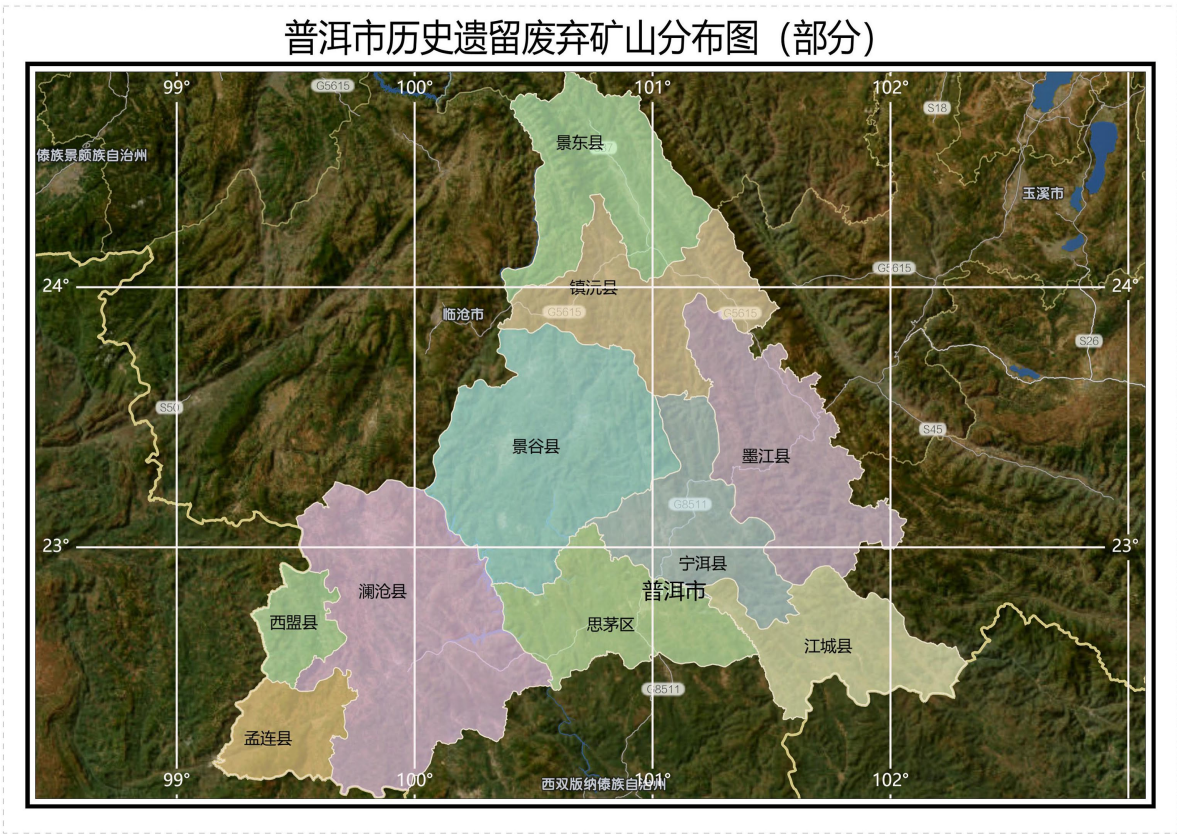 普洱市历史遗留废弃矿山分布图（部分）
99° 100° 101° 102°
G5615
S18
景东县
傣族景颇族自治州
玉溪市
G5615
24° 镇沅县 24°
临沧市 G5615 G5615
S26
S50
S45
景谷县
墨江县
G8511
23° 23°
宁洱县
澜沧县 普洱市
西盟县 思茅区
江城县
G8511
孟连县
99° 100° 101° 102°
西双版纳傣族自治州